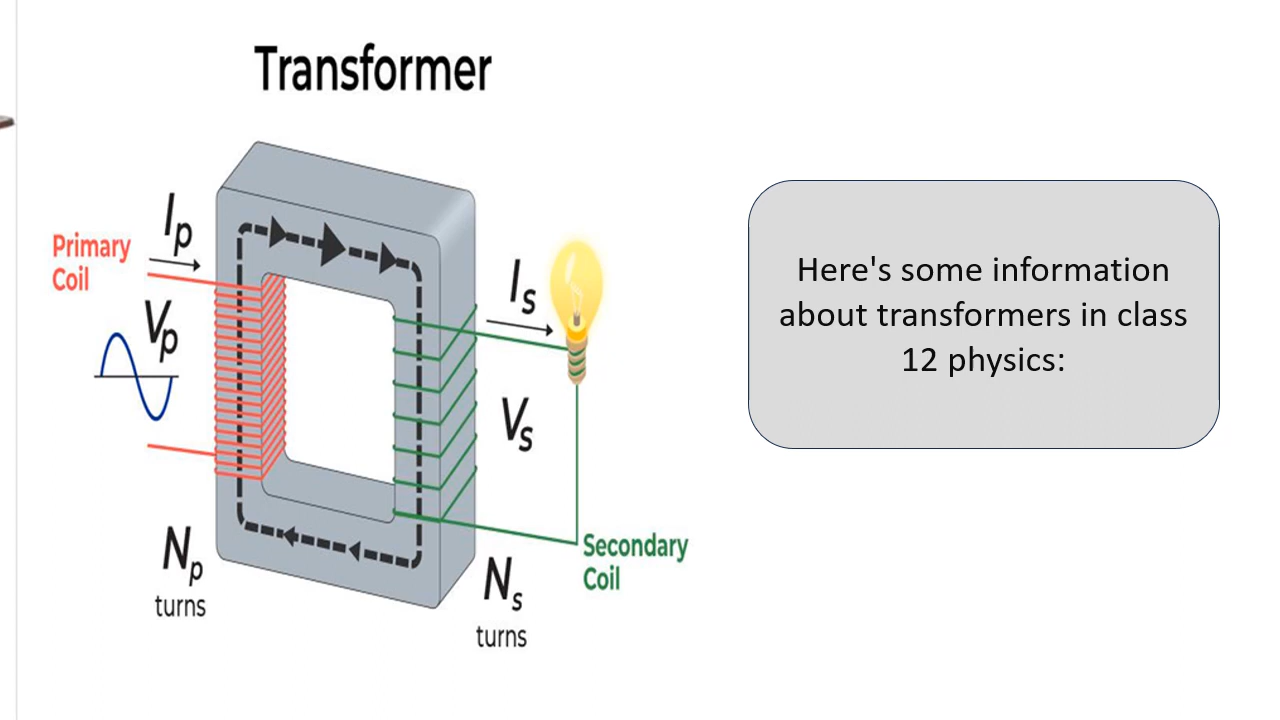 Transformer
Ip
Primary
Coil
Vp
Is
Vs
Np
turns
Secondary
Coil
Ns
turns
Here's some information
about transformers in class
12 physics: